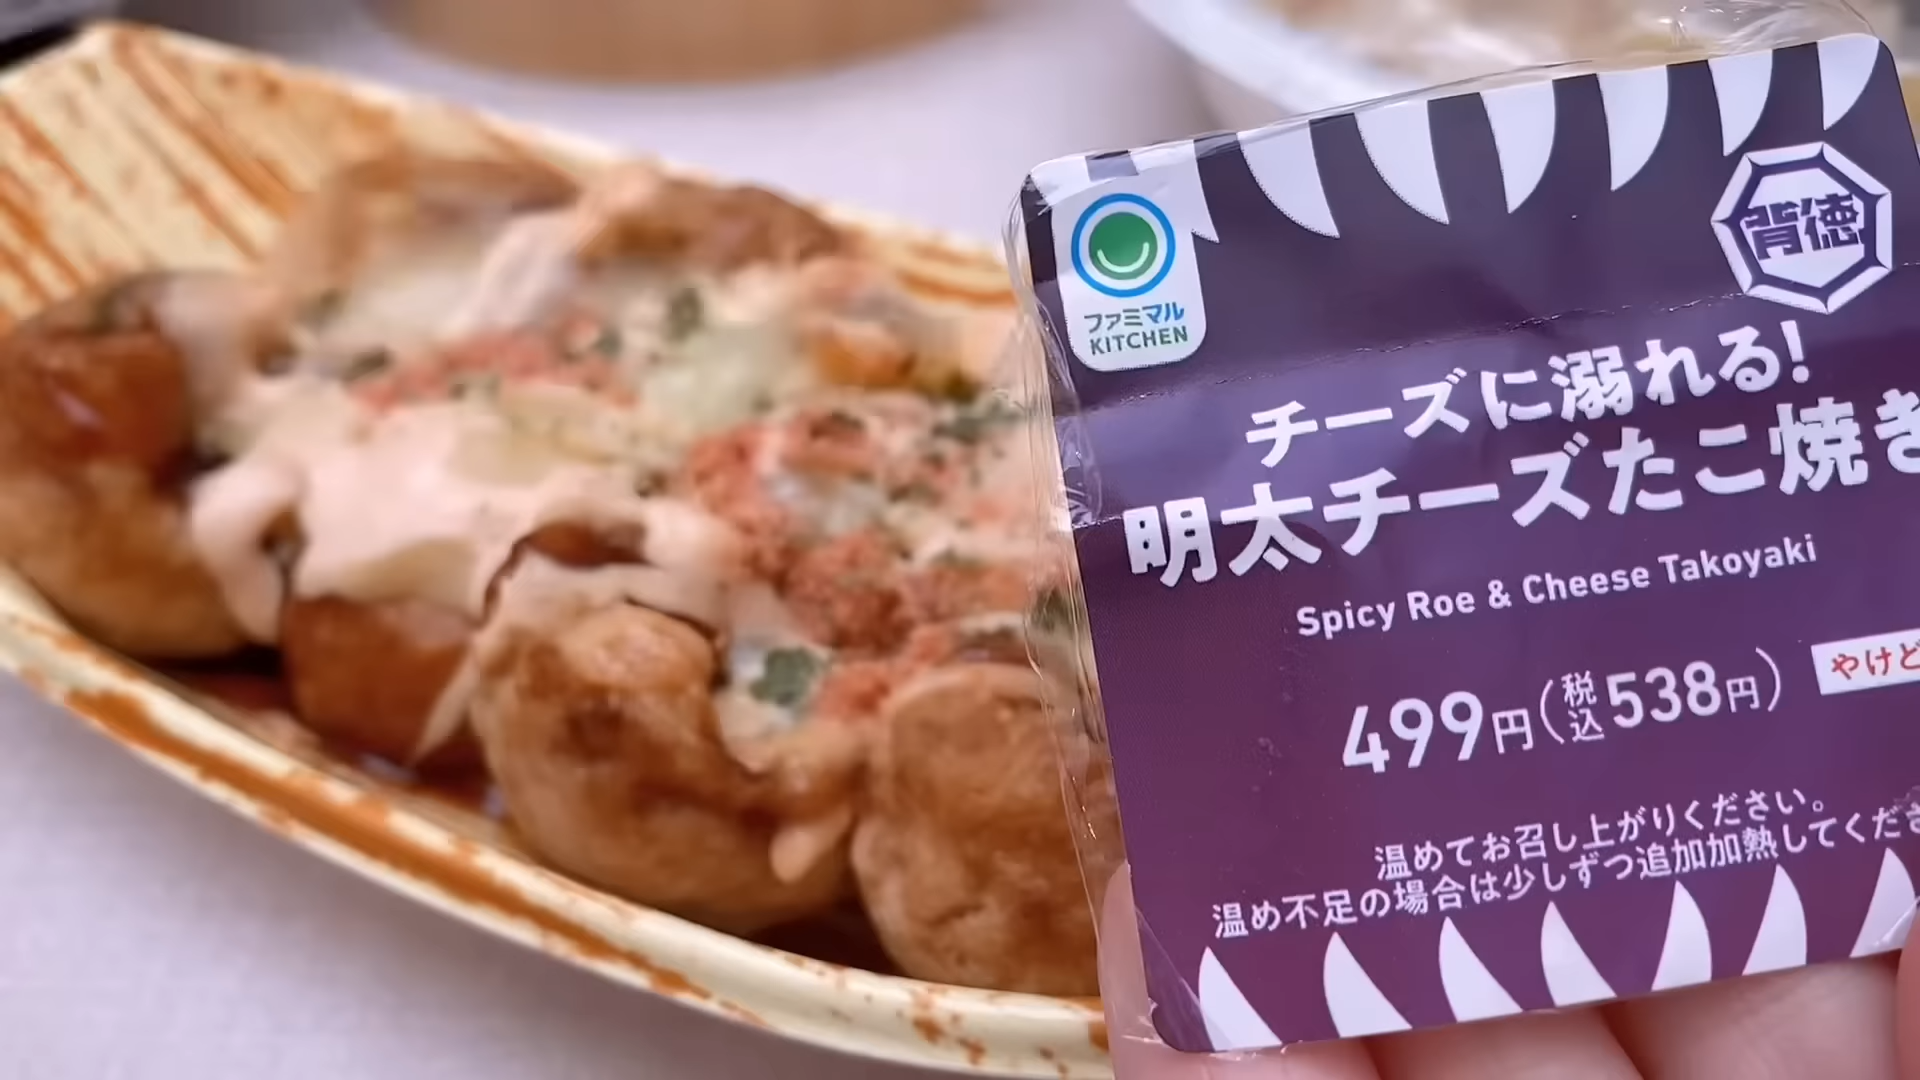 ファミマル
KITCHEN
背徳
チーズに溺れる!
明太チーズたこ焼き
Spicy Roe & Cheese Takoyaki
499円(税込538円)
やけど
温めてお召し上がりください。
温め不足の場合は少しずつ追加加熱してくださ